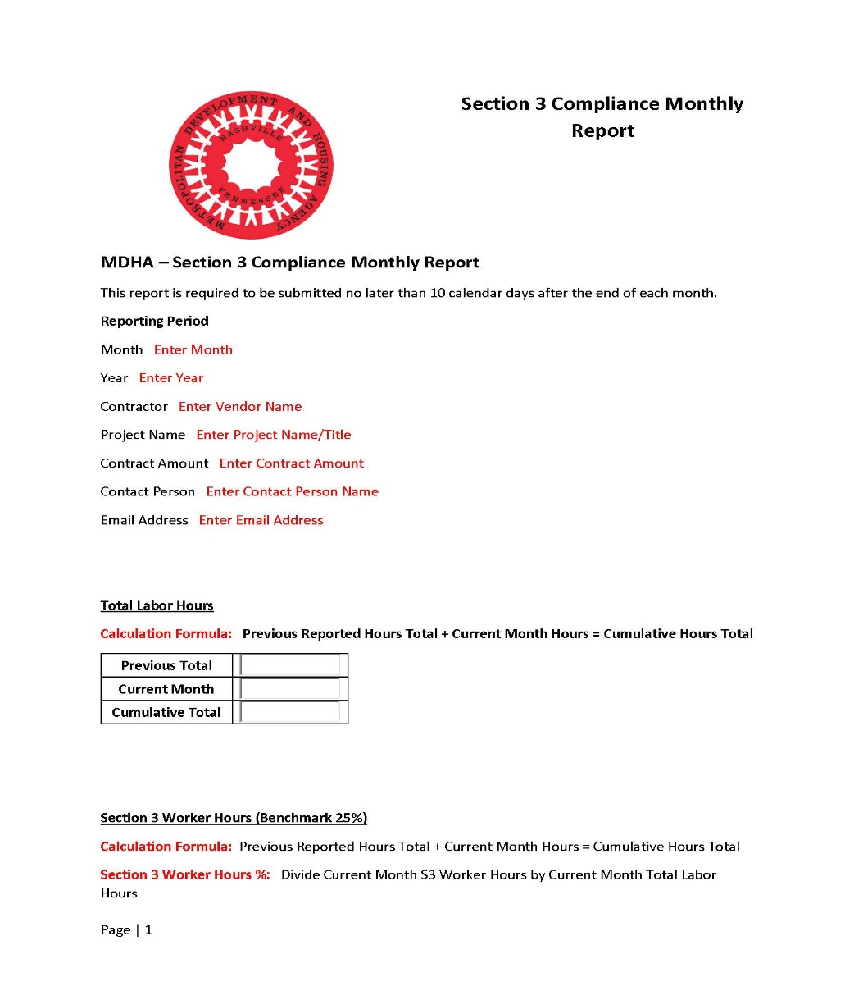 METROPOLITAN DEVELOPMENT AND HOUSING AGENCY
NASHVILLE
TENNESSEE
Section 3 Compliance Monthly
Report
MDHA – Section 3 Compliance Monthly Report
This report is required to be submitted no later than 10 calendar days after the end of each month.
Reporting Period
Month Enter Month
Year Enter Year
Contractor Enter Vendor Name
Project Name Enter Project Name/Title
Contract Amount Enter Contract Amount
Contact Person Enter Contact Person Name
Email Address Enter Email Address
Total Labor Hours
Calculation Formula: Previous Reported Hours Total + Current Month Hours = Cumulative Hours Total
Previous Total
Current Month
Cumulative Total
Section 3 Worker Hours (Benchmark 25%)
Calculation Formula: Previous Reported Hours Total + Current Month Hours = Cumulative Hours Total
Section 3 Worker Hours %: Divide Current Month S3 Worker Hours by Current Month Total Labor
Hours
Page | 1